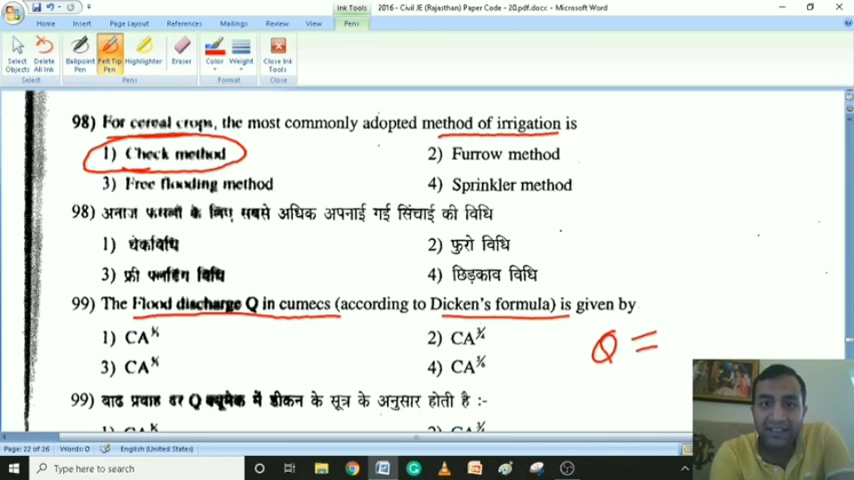 Ink Tools
2016 - Civil JE (Rajasthan) Paper Code - 20.pdf.docx - Microsoft Word
Home Insert Page Layout References Mailings Review View Pens
Select Objects
Delete All Ink
Ballpoint Pen
Felt Tip Pen
Highlighter
Eraser
Color
Weight
Close Ink Tools
Select Pens Format Close
98) For cereal crops, the most commonly adopted method of irrigation is
1) Check method 2) Furrow method
3) Free flooding method 4) Sprinkler method
98) अनाज फसलों के लिए सबसे अधिक अपनाई गई सिंचाई की विधि
1) चेकविधि 2) फुरो विधि
3) फ्री फ्लडिंग विधि 4) छिड़काव विधि
99) The Flood discharge Q in cumecs (according to Dicken's formula) is given by
1) CA 2) CA
Q =
3) CA 4) CA
99) बाढ प्रवाह दर Q क्यूमेक में डीकन के सूत्र के अनुसार होती है :-
1) CA 2) CA
Page: 22 of 26 Words: 0 English (United States)
Type here to search